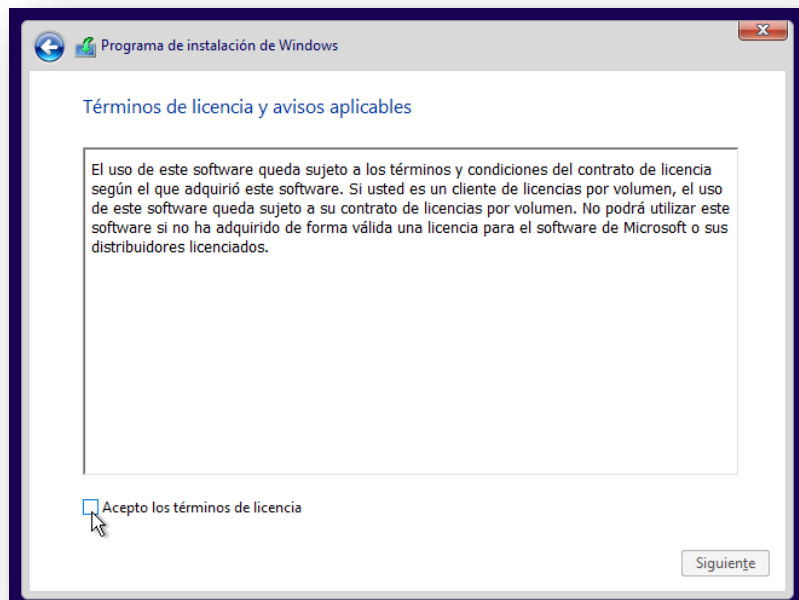 Programa de instalación de Windows
Términos de licencia y avisos aplicables
El uso de este software queda sujeto a los términos y condiciones del contrato de licencia
según el que adquirió este software. Si usted es un cliente de licencias por volumen, el uso
de este software queda sujeto a su contrato de licencias por volumen. No podrá utilizar este
software si no ha adquirido de forma válida una licencia para el software de Microsoft o sus
distribuidores licenciados.
Acepto los términos de licencia
Siguiente